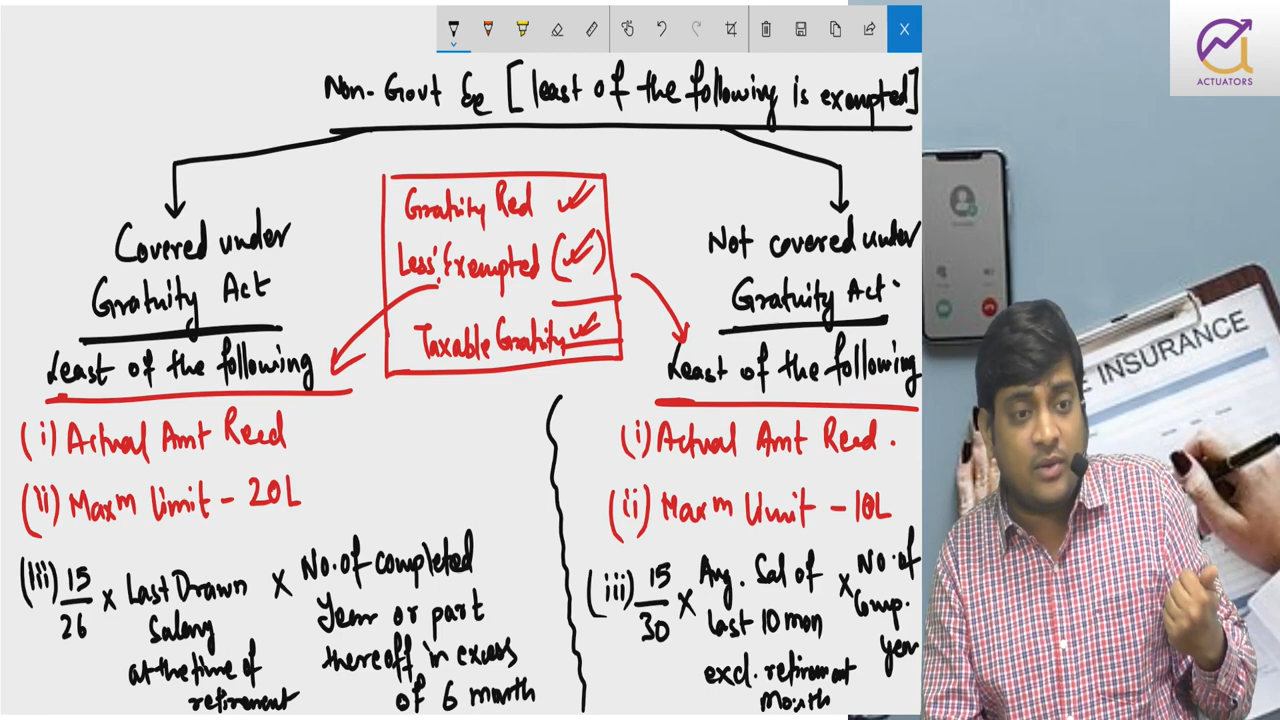 Non-Govt Ee [least of the following is exempted]
Covered under
Gratuity Act
Least of the following
(i) Actual Amt Recd
(ii) Maxm limit - 20L
(iii) 15/26 × Last Drawn Salary at the time of retirement × No. of completed Year or part thereoff in excess of 6 month
Gratuity Recd
Less: Exempted ( )
Taxable Gratity
Not covered under
Gratuity Act.
Least of the following
(i) Actual Amt Recd.
(ii) Maxm limit - 10L
(iii) 15/30 × Avg. Sal of last 10 mon excl. retirement Month × No. of Comp. year
ACTUATORS
E INSURANCE